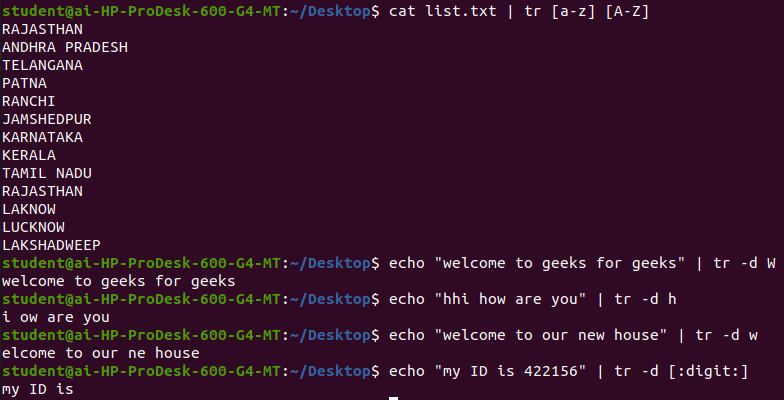 student@ai-HP-ProDesk-600-G4-MT:~/Desktop$ cat list.txt | tr [a-z] [A-Z]
RAJASTHAN
ANDHRA PRADESH
TELANGANA
PATNA
RANCHI
JAMSHEDPUR
KARNATAKA
KERALA
TAMIL NADU
RAJASTHAN
LAKNOW
LUCKNOW
LAKSHADWEEP
student@ai-HP-ProDesk-600-G4-MT:~/Desktop$ echo "welcome to geeks for geeks" | tr -d W
welcome to geeks for geeks
student@ai-HP-ProDesk-600-G4-MT:~/Desktop$ echo "hhi how are you" | tr -d h
i ow are you
student@ai-HP-ProDesk-600-G4-MT:~/Desktop$ echo "welcome to our new house" | tr -d w
elcome to our ne house
student@ai-HP-ProDesk-600-G4-MT:~/Desktop$ echo "my ID is 422156" | tr -d [:digit:]
my ID is